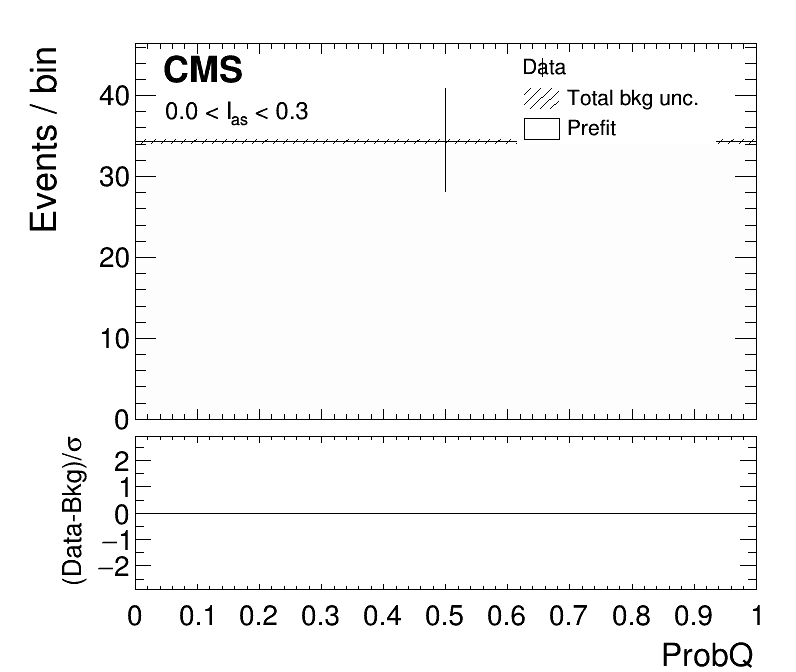 CMS
0.0 < Ias < 0.3
Data
Total bkg unc.
Prefit
Events / bin
40
30
20
10
0
(Data-Bkg)/σ
2
1
0
−1
−2
0 0.1 0.2 0.3 0.4 0.5 0.6 0.7 0.8 0.9 1
ProbQ